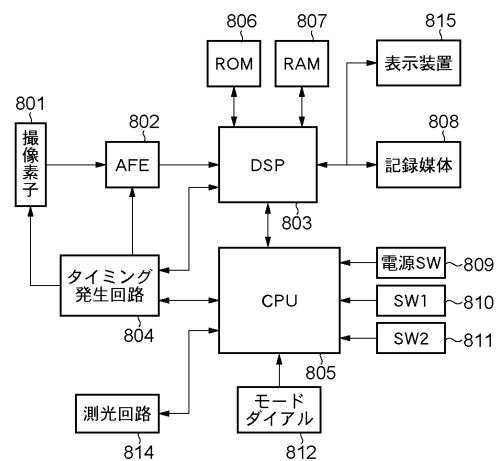 806
807
815
ROM
RAM
表示装置
801
802
808
撮像素子
AFE
DSP
記録媒体
803
タイミング
発生回路
804
CPU
電源SW
809
SW1
810
SW2
811
805
測光回路
814
モード
ダイアル
812